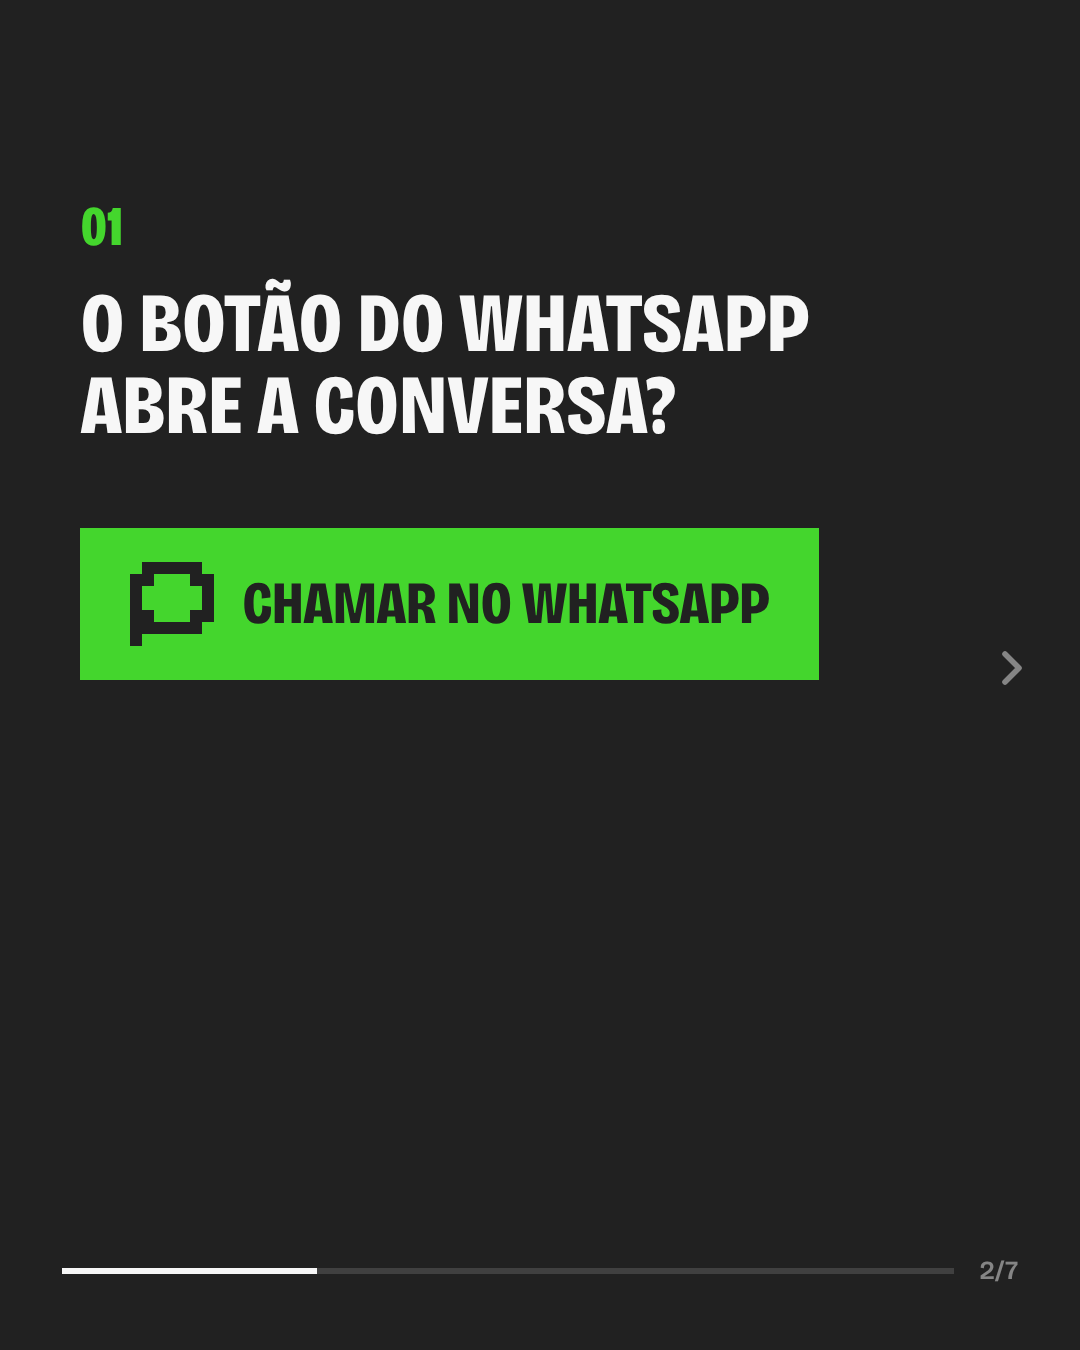 01
O BOTÃO DO WHATSAPP
ABRE A CONVERSA?
CHAMAR NO WHATSAPP
2/7